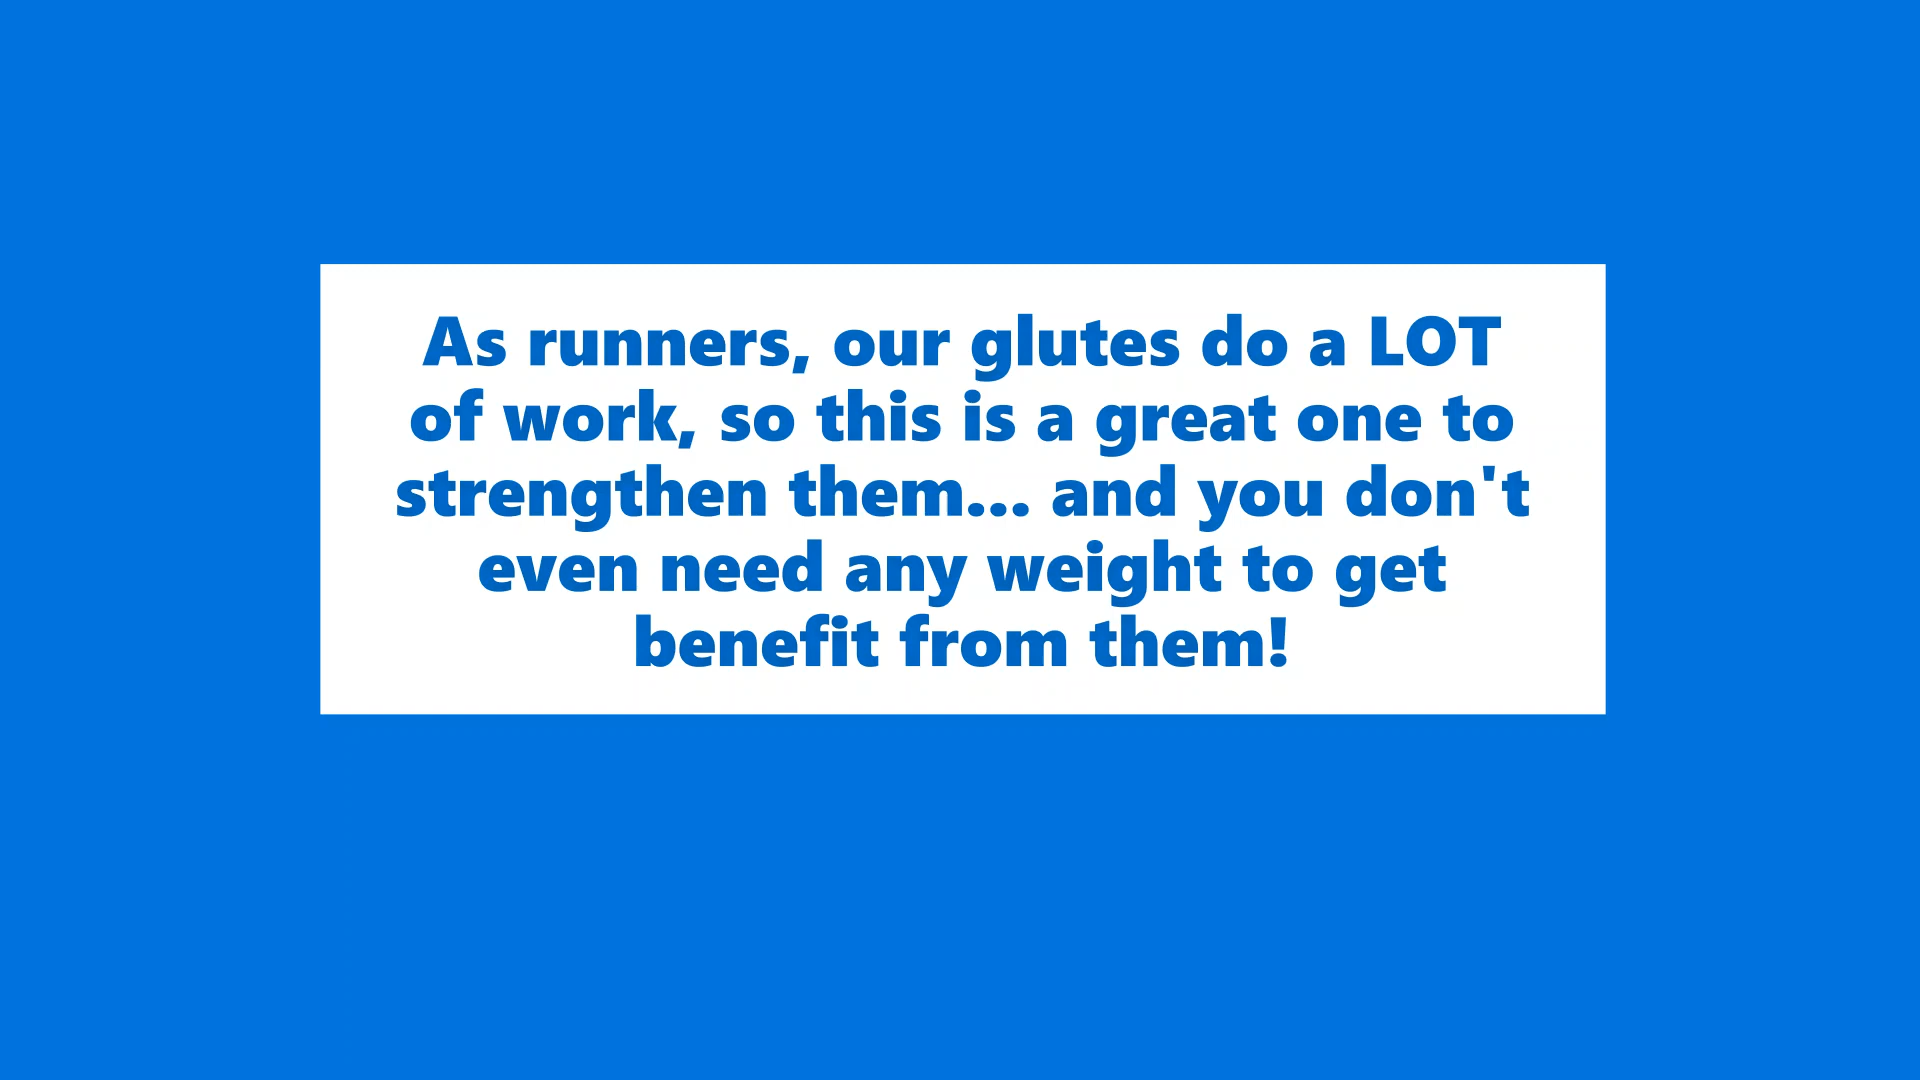 As runners, our glutes do a LOT
of work, so this is a great one to
strengthen them... and you don't
even need any weight to get
benefit from them!